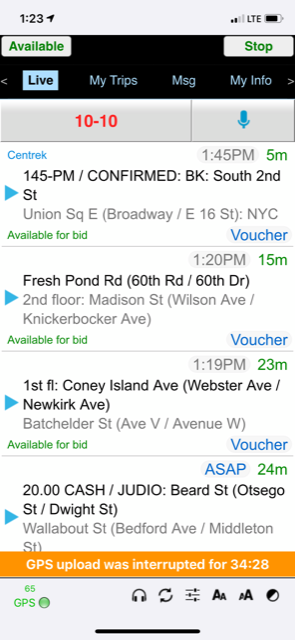 1:23
LTE
Available
Stop
<
Live
My Trips
Msg
My Info
>
10-10
Centrek
1:45PM 5m
145-PM / CONFIRMED: BK: South 2nd
St
Union Sq E (Broadway / E 16 St): NYC
Available for bid
Voucher
1:20PM 15m
Fresh Pond Rd (60th Rd / 60th Dr)
2nd floor: Madison St (Wilson Ave /
Knickerbocker Ave)
Available for bid
Voucher
1:19PM 23m
1st fl: Coney Island Ave (Webster Ave /
Newkirk Ave)
Batchelder St (Ave V / Avenue W)
Available for bid
Voucher
ASAP 24m
20.00 CASH / JUDIO: Beard St (Otsego
St / Dwight St)
Wallabout St (Bedford Ave / Middleton
St)
GPS upload was interrupted for 34:28
65
GPS
AA
AA